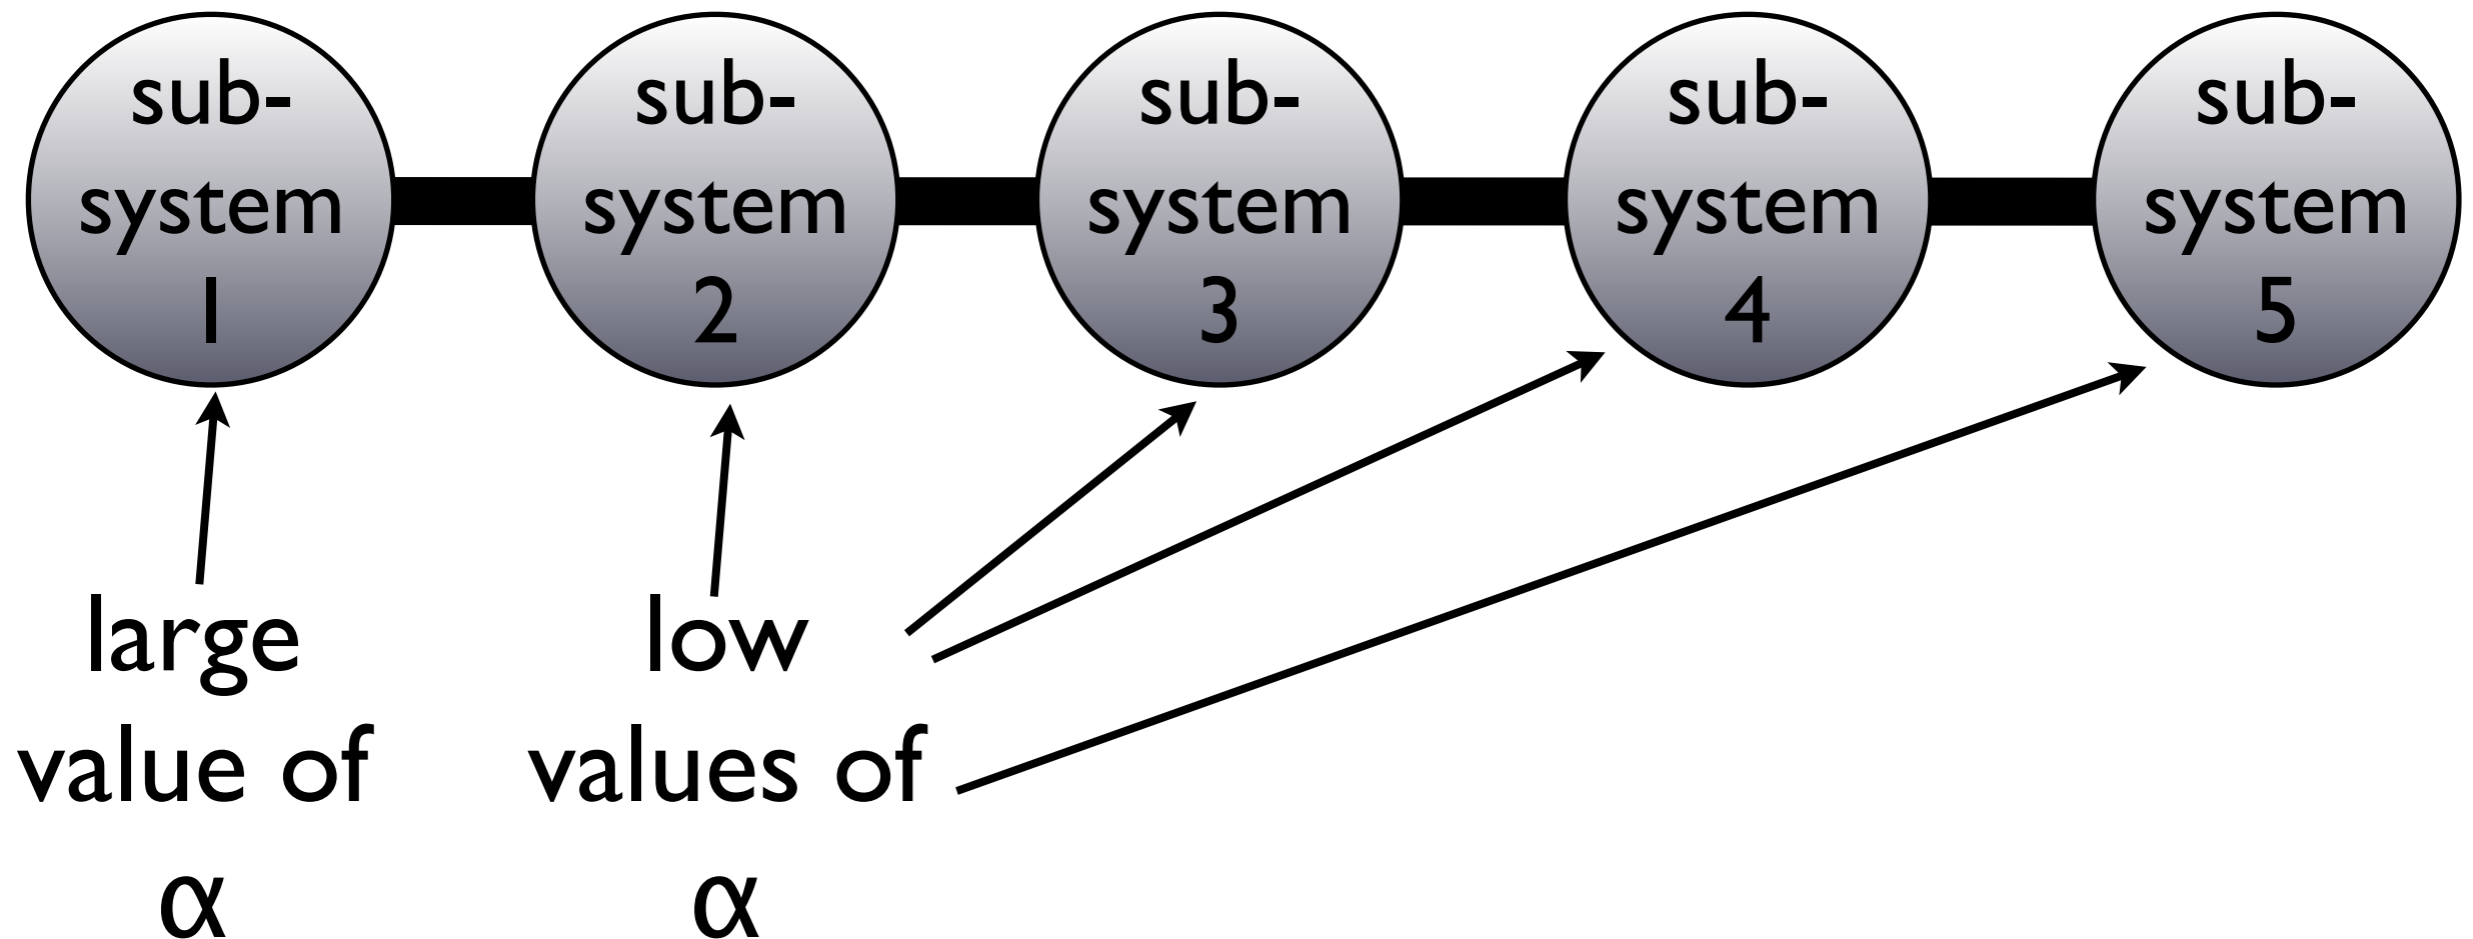 sub-
system
1
sub-
system
2
sub-
system
3
sub-
system
4
sub-
system
5
large
value of
α
low
values of
α